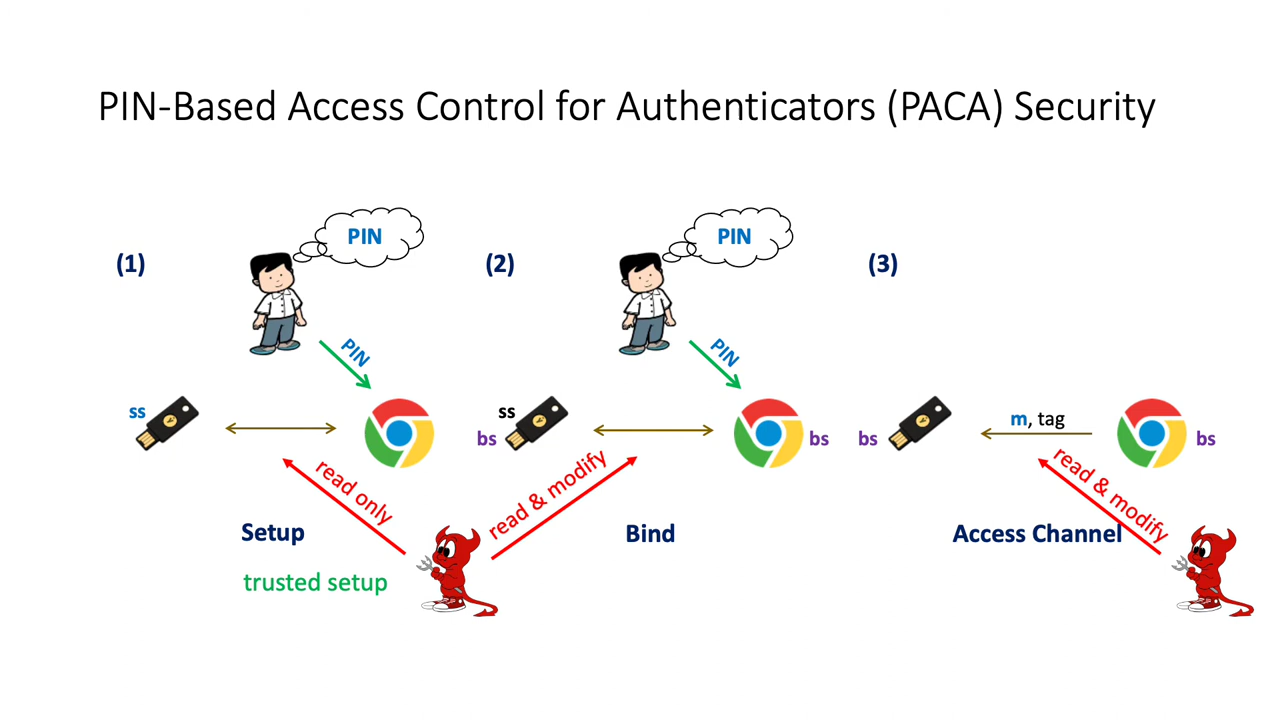 PIN-Based Access Control for Authenticators (PACA) Security
(1)
PIN
PIN
ss
read only
Setup
trusted setup
(2)
PIN
PIN
ss
bs
bs
read & modify
Bind
(3)
bs
m, tag
bs
read & modify
Access Channel